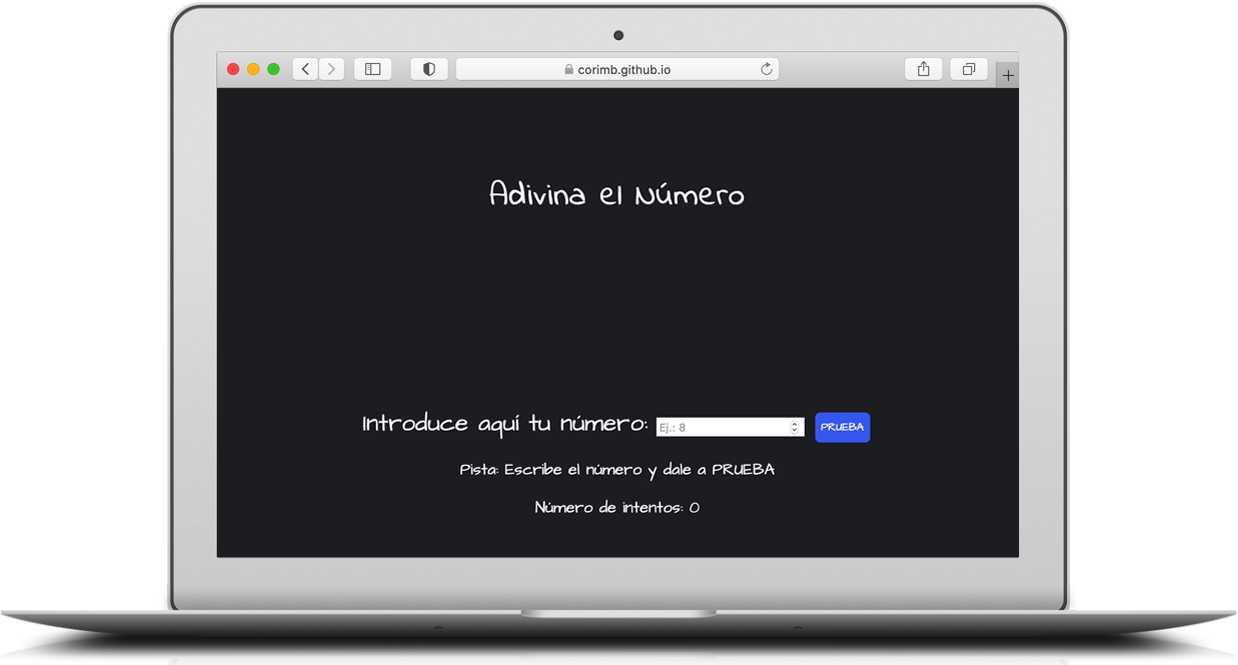 corimb.github.io
Adivina el Número
Introduce aquí tu número: Ej.: 8 PRUEBA
Pista: Escribe el número y dale a PRUEBA
Número de intentos: 0